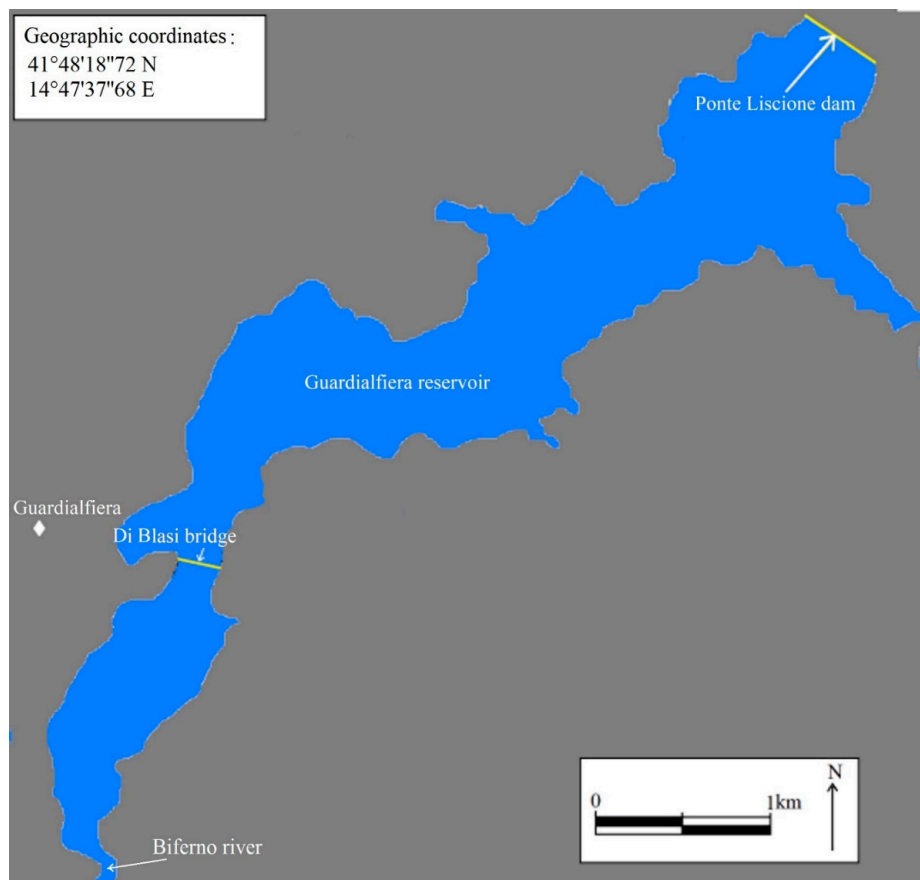 Geographic coordinates :
41°48'18"72 N
14°47'37"68 E
Ponte Liscione dam
Guardialfiera reservoir
Guardialfiera
Di Blasi bridge
N
0 1km
Biferno river